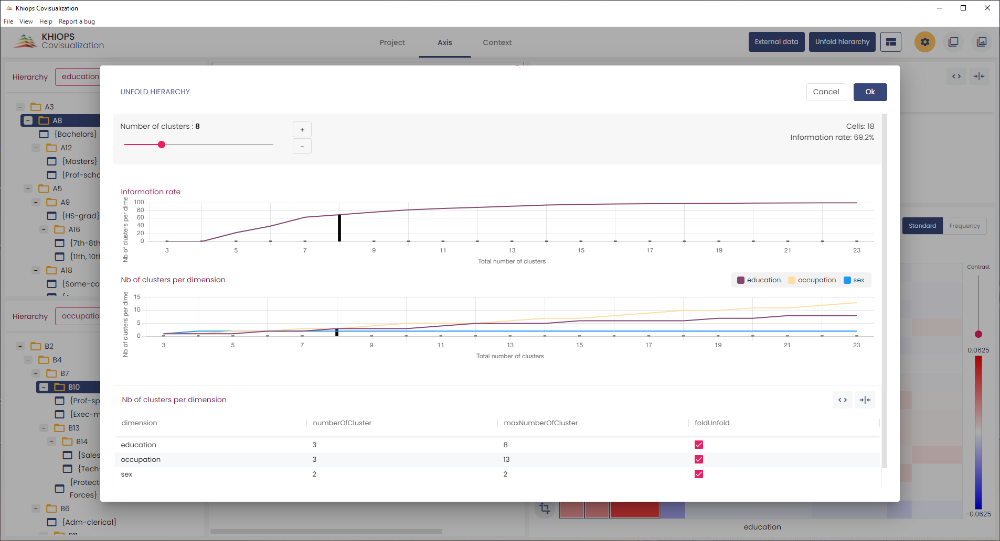 Khiops Covisualization
File View Help Report a bug
KHIOPS
Covisualization
Project Axis Context
External data Unfold hierarchy
Hierarchy education
A3
A8
{Bachelors}
A12
{Masters}
{Prof-scho
A5
A9
{HS-grad}
A16
{7th-8th
{11th, 10th
A18
{Some-co
Hierarchy occupatio
B2
B4
B7
B10
{Prof-sp
{Exec-m
B13
B14
{Sales
{Tech-
{Protecti
Forces}
B6
{Adm-clerical}
B11
UNFOLD HIERARCHY
Cancel Ok
Number of clusters : 8
+
-
Cells: 18
Information rate: 69.2%
Information rate
Nb of clusters per dime
100
80
60
40
20
0
3 5 7 9 11 13 15 17 19 21 23
Total number of clusters
Nb of clusters per dimension
education occupation sex
Nb of clusters per dime
15
10
5
0
3 5 7 9 11 13 15 17 19 21 23
Total number of clusters
Nb of clusters per dimension
dimension numberOfCluster maxNumberOfCluster foldUnfold
education 3 8
occupation 3 13
sex 2 2
Standard Frequency
Contrast
0.0625
-0.0625
education